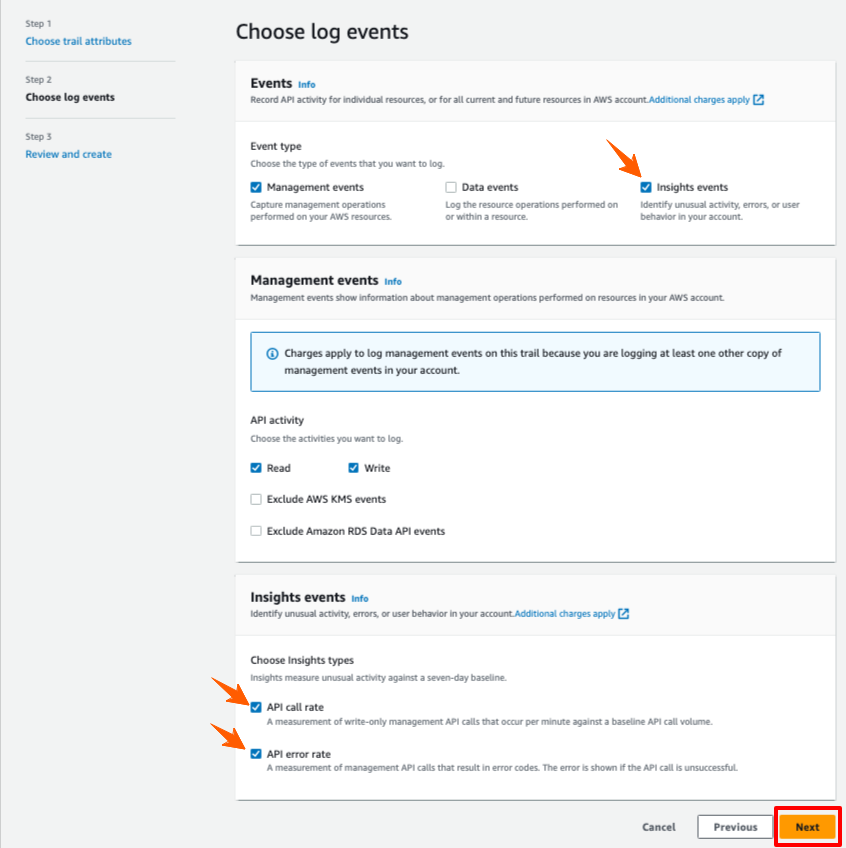 Step 1
Choose trail attributes
Step 2
Choose log events
Step 3
Review and create
Choose log events
Events Info
Record API activity for individual resources, or for all current and future resources in AWS account.Additional charges apply
Event type
Choose the type of events that you want to log.
Management events
Capture management operations
performed on your AWS resources.
Data events
Log the resource operations performed on
or within a resource.
Insights events
Identify unusual activity, errors, or user
behavior in your account.
Management events Info
Management events show information about management operations performed on resources in your AWS account.
Charges apply to log management events on this trail because you are logging at least one other copy of
management events in your account.
API activity
Choose the activities you want to log.
Read Write
Exclude AWS KMS events
Exclude Amazon RDS Data API events
Insights events Info
Identify unusual activity, errors, or user behavior in your account.Additional charges apply
Choose Insights types
Insights measure unusual activity against a seven-day baseline.
API call rate
A measurement of write-only management API calls that occur per minute against a baseline API call volume.
API error rate
A measurement of management API calls that result in error codes. The error is shown if the API call is unsuccessful.
Cancel Previous Next